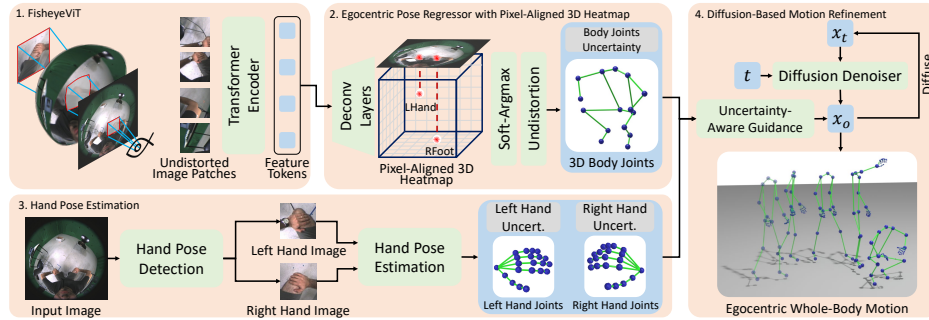 1. FisheyeViT
Undistorted
Image Patches
Transformer
Encoder
Feature
Tokens
2. Egocentric Pose Regressor with Pixel-Aligned 3D Heatmap
Deconv
Layers
LHand
RFoot
Pixel-Aligned 3D
Heatmap
Soft-Argmax
Undistortion
Body Joints
Uncertainty
3D Body Joints
3. Hand Pose Estimation
Input Image
Hand Pose
Detection
Left Hand Image
Right Hand Image
Hand Pose
Estimation
Left Hand
Uncert.
Left Hand Joints
Right Hand
Uncert.
Right Hand Joints
4. Diffusion-Based Motion Refinement
x_t
t
Diffusion Denoiser
Diffuse
Uncertainty-
Aware Guidance
x_o
Egocentric Whole-Body Motion